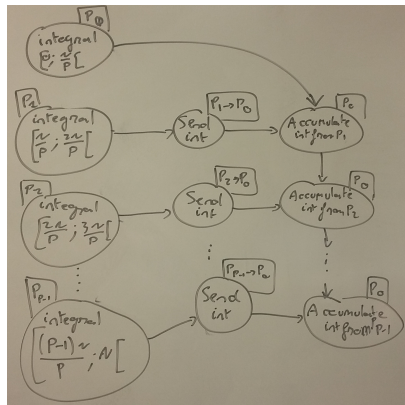 P0
integral
[0; N/P[
P1
integral
[N/P; 2N/P[
P1→P0
Send
int
P0
Accumulate
int from P1
P2
integral
[2N/P; 3N/P[
P2→P0
Send
int
P0
Accumulate
int from P2
PP-1
integral
[(P-1)N/P; N[
PP-1→P0
Send
int
P0
Accumulate
int from P-1